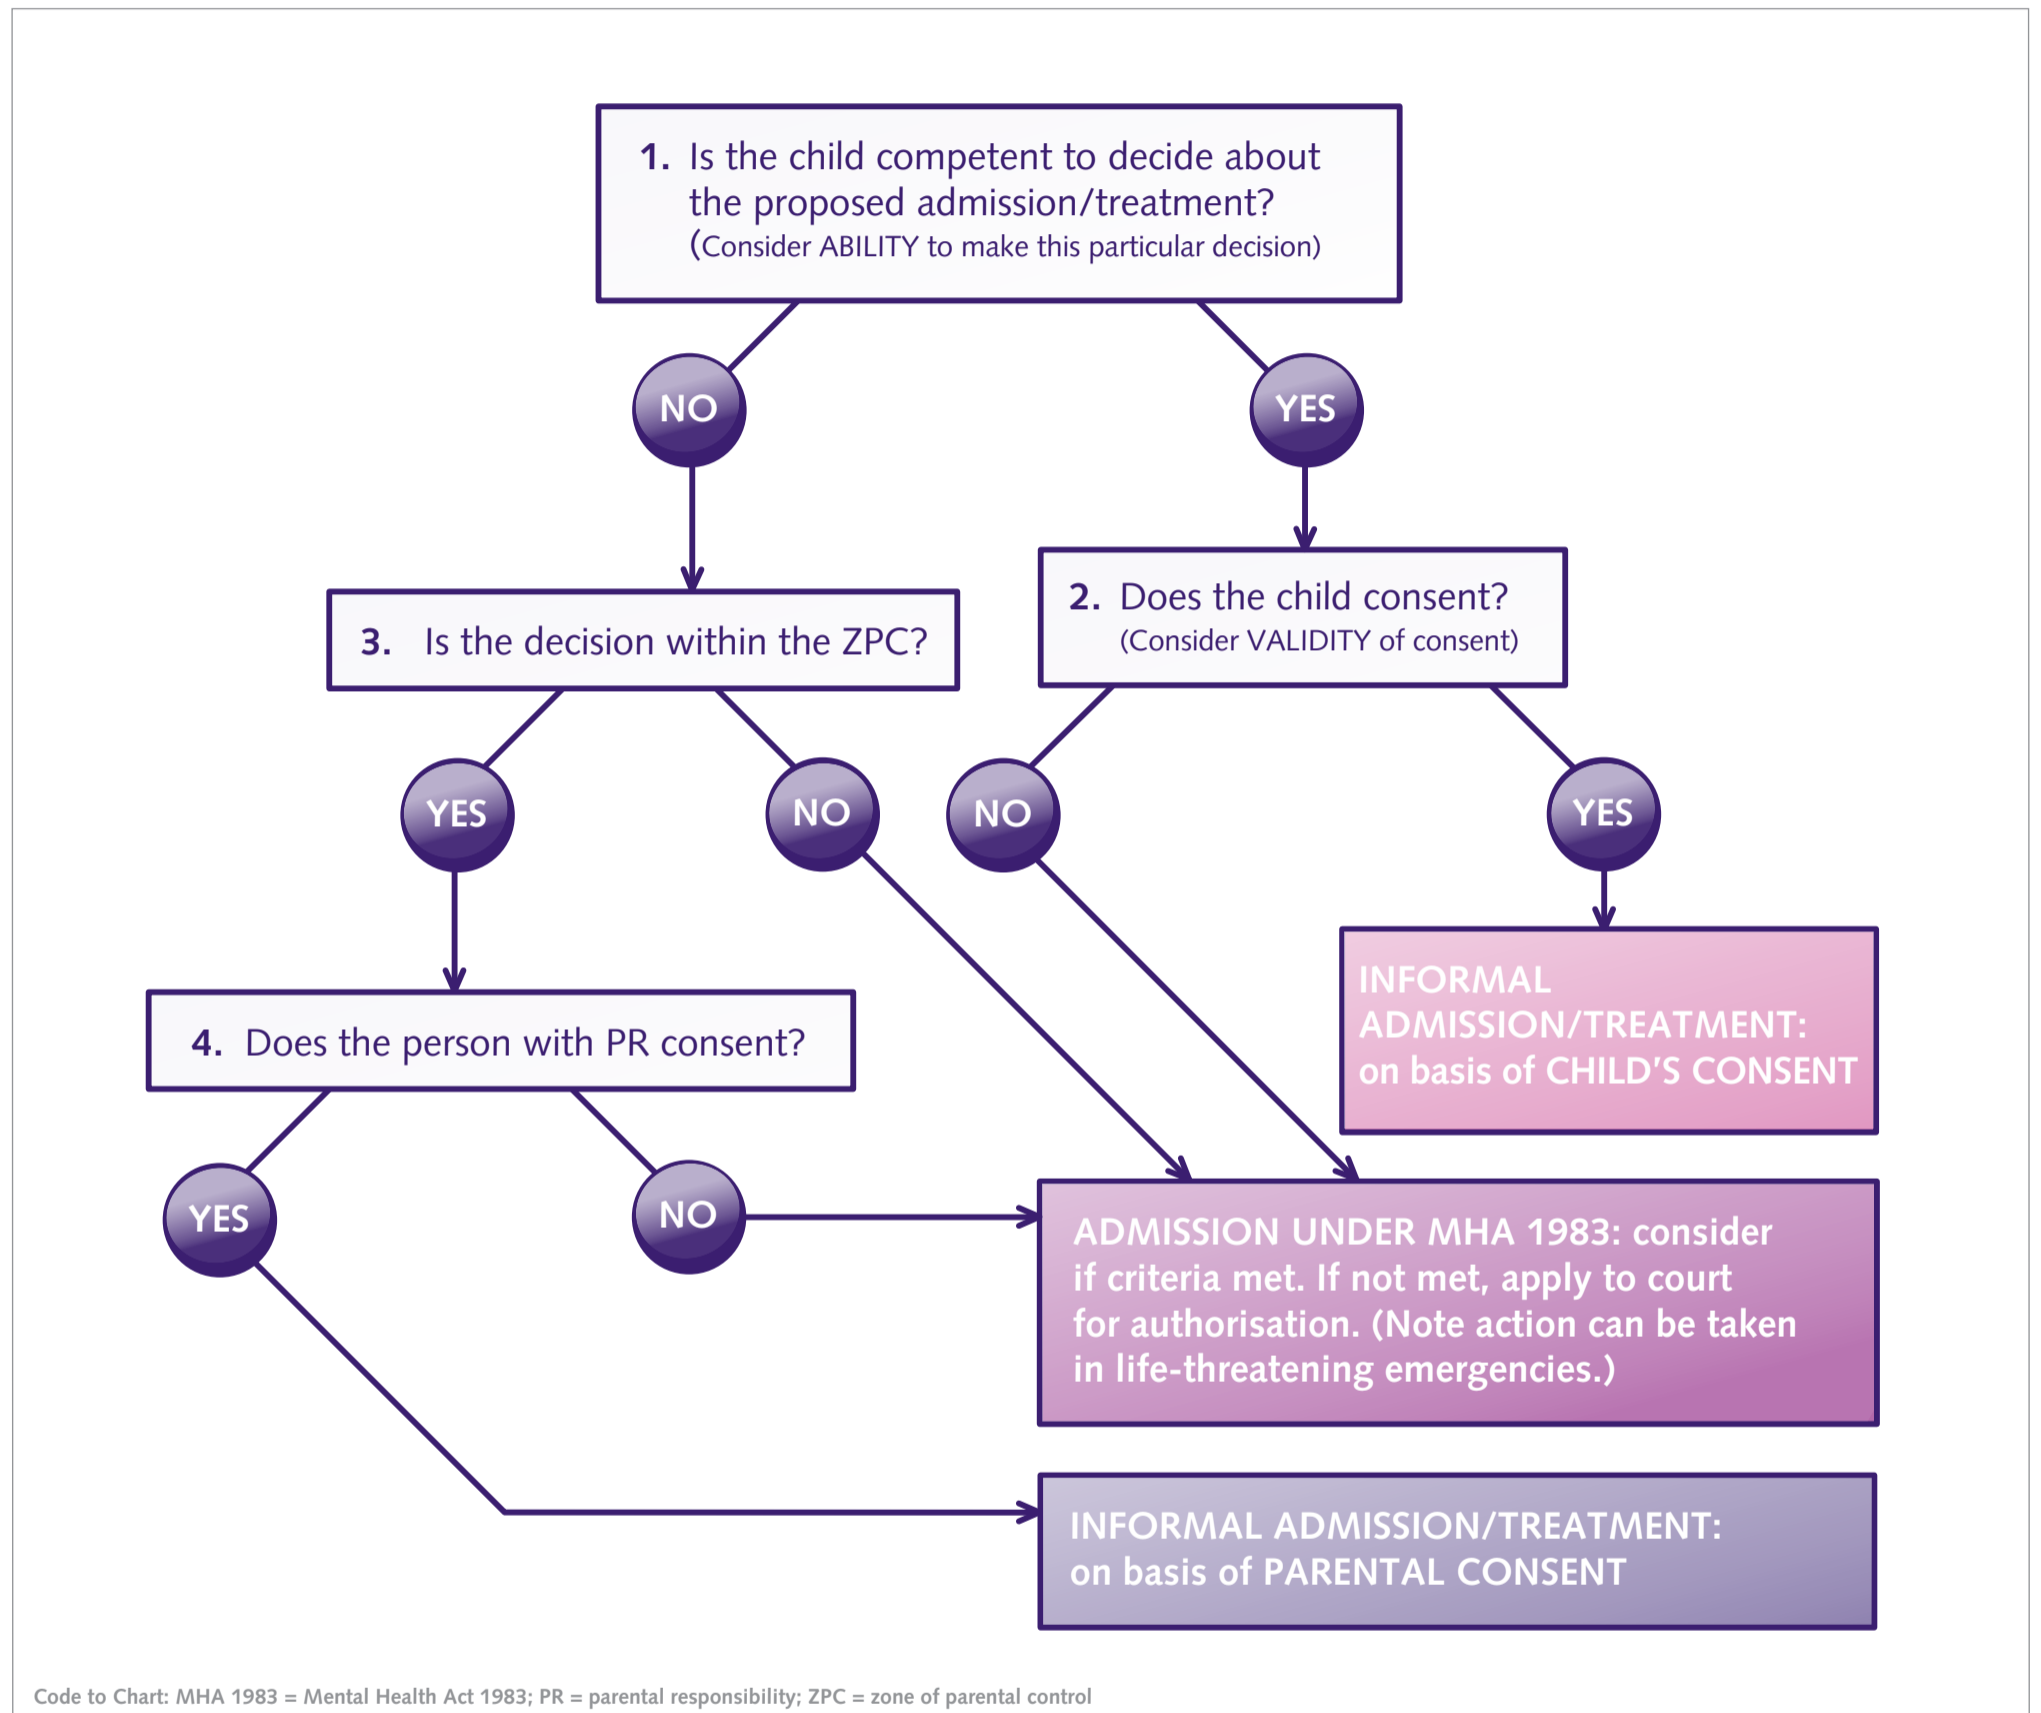 1. Is the child competent to decide about
the proposed admission/treatment?
(Consider ABILITY to make this particular decision)
NO
YES
2. Does the child consent?
(Consider VALIDITY of consent)
3. Is the decision within the ZPC?
YES
NO
NO
YES
INFORMAL
ADMISSION/TREATMENT:
on basis of CHILD'S CONSENT
4. Does the person with PR consent?
YES
NO
ADMISSION UNDER MHA 1983: consider
if criteria met. If not met, apply to court
for authorisation. (Note action can be taken
in life-threatening emergencies.)
INFORMAL ADMISSION/TREATMENT:
on basis of PARENTAL CONSENT
Code to Chart: MHA 1983 = Mental Health Act 1983; PR = parental responsibility; ZPC = zone of parental control